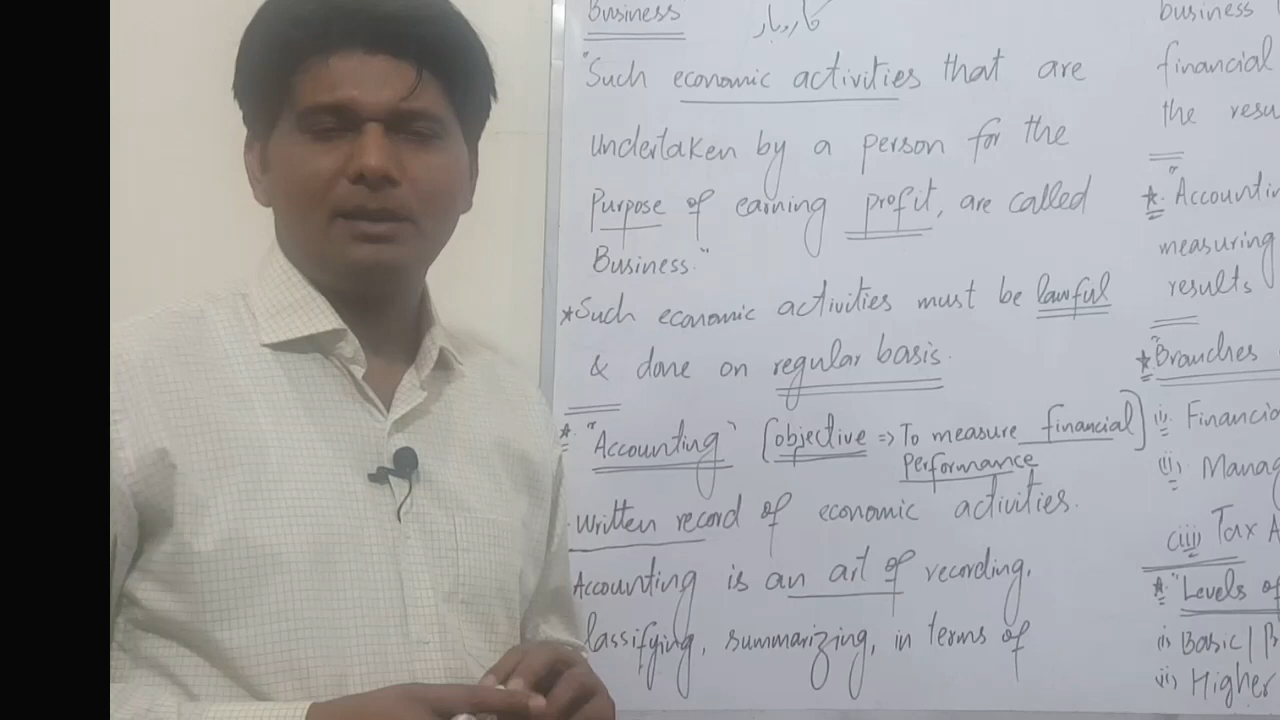 Business کاروبار
"Such economic activities that are
undertaken by a person for the
Purpose of earning profit, are called
Business."
*Such economic activities must be lawful
& done on regular basis.
*. "Accounting" [objective => To measure financial
Performance]
. written record of economic activities.
Accounting is an art of recording,
classifying, summarizing, in terms of
business
financial
the resu
*. "Accountin
measuring
results
* "Branches
(i). Financia
(ii). Manag
(iii) Tax A
*. "Levels of
(i) Basic | P
(ii) Higher